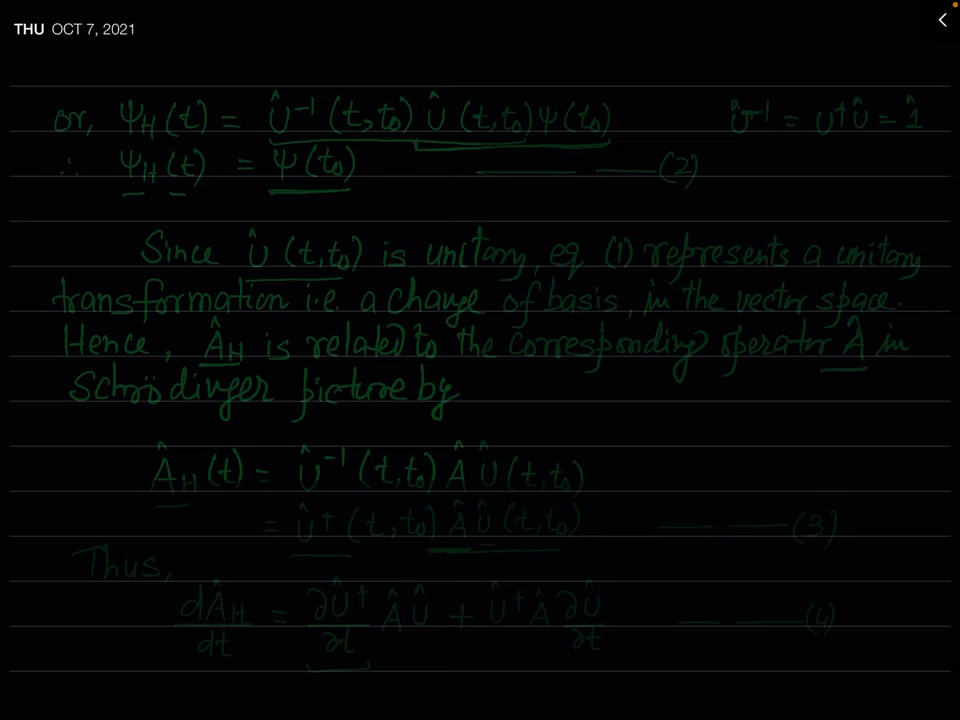 THU OCT 7, 2021
or, Ψ_H(t) = Û⁻¹(t,t₀) Û(t,t₀) Ψ(t₀) Û⁻¹ = U†Û = 1̂
∴ Ψ_H(t) = Ψ(t₀) —— —— (2)
Since Û(t,t₀) is unitary, eq (1) represents a unitary
transformation i.e. a change of basis, in the vector space.
Hence, Â_H is related to the corresponding operator Â in
Schrödinger picture by
Â_H(t) = Û⁻¹(t,t₀) Â Û(t,t₀)
= Û†(t,t₀) Â Û(t,t₀) —— —— (3)
Thus,
dÂ_H/dt = ∂Û†/∂t Â Û + Û† Â ∂Û/∂t —— —— (4)